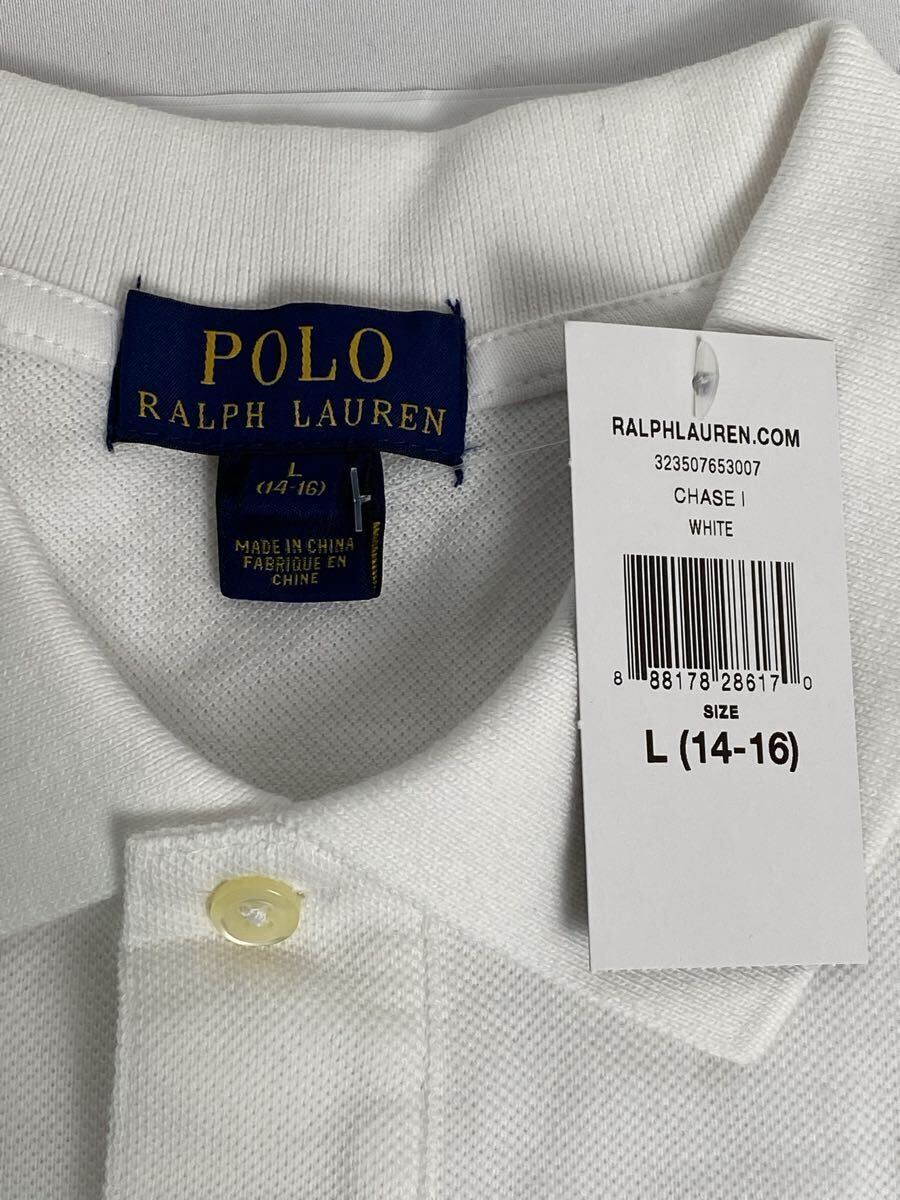 POLO
RALPH LAUREN
L
(14-16)
MADE IN CHINA
FABRIQUE EN
CHINE
RALPHLAUREN.COM
323507653007
CHASE I
WHITE
8 88178 28617 0
SIZE
L (14-16)